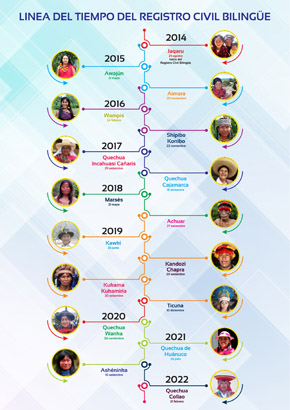 LINEA DEL TIEMPO DEL REGISTRO CIVIL BILINGÜE
2014
Jaqaru
Inicio del
Registro Civil Bilingüe
2015
Awajún
Aimara
2016
Wampis
Shipibo
Konibo
2017
Quechua
Incahuasi Cañaris
Quechua
Cajamarca
2018
Matsés
Achuar
2019
Kawki
Kandozi
Chapra
Kukama
Kukamiria
Ticuna
2020
Quechua
Wanka
2021
Quechua de
Huánuco
Ashéninka
2022
Quechua
Collao